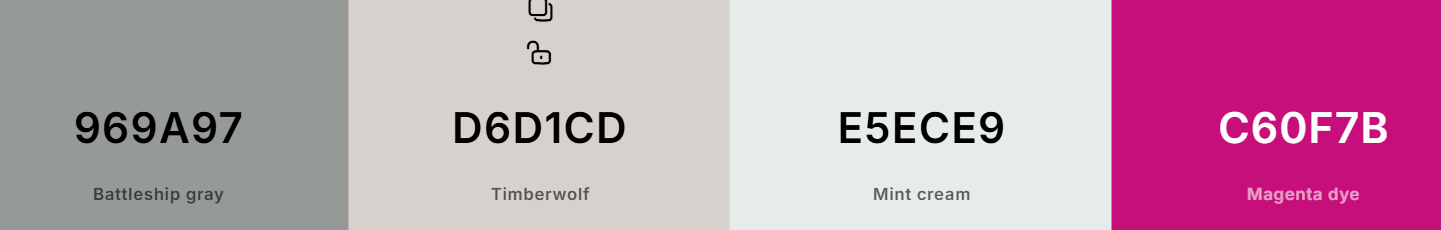 969A97
Battleship gray
D6D1CD
Timberwolf
E5ECE9
Mint cream
C60F7B
Magenta dye